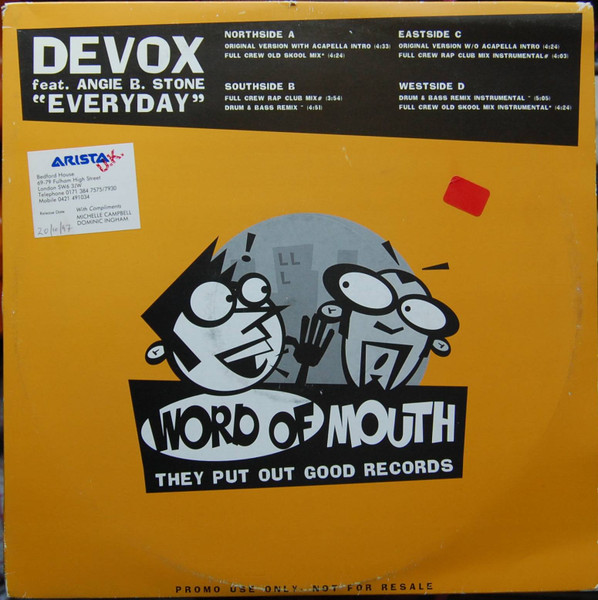 DEVOX
feat. ANGIE B. STONE
"EVERYDAY"
NORTHSIDE A
ORIGINAL VERSION WITH ACAPELLA INTRO (4:33)
FULL CREW OLD SKOOL MIX* (4:24)
SOUTHSIDE B
FULL CREW RAP CLUB MIX# (3:54)
DRUM & BASS REMIX ~ (4:51)
EASTSIDE C
ORIGINAL VERSION W/O ACAPELLA INTRO (4:24)
FULL CREW RAP CLUB MIX INSTRUMENTAL# (4:03)
WESTSIDE D
DRUM & BASS REMIX INSTRUMENTAL ~ (5:05)
FULL CREW OLD SKOOL MIX INSTRUMENTAL* (4:24)
ARISTA U.K.
Bedford House
69-79 Fulham High Street
London SW6 3JW
Telephone 0171 384 7575/7930
Mobile 0421 491034
Release Date: With Compliments
MICHELLE CAMPBELL
DOMINIC INGHAM
WORD OF MOUTH
THEY PUT OUT GOOD RECORDS
PROMO USE ONLY. NOT FOR RESALE